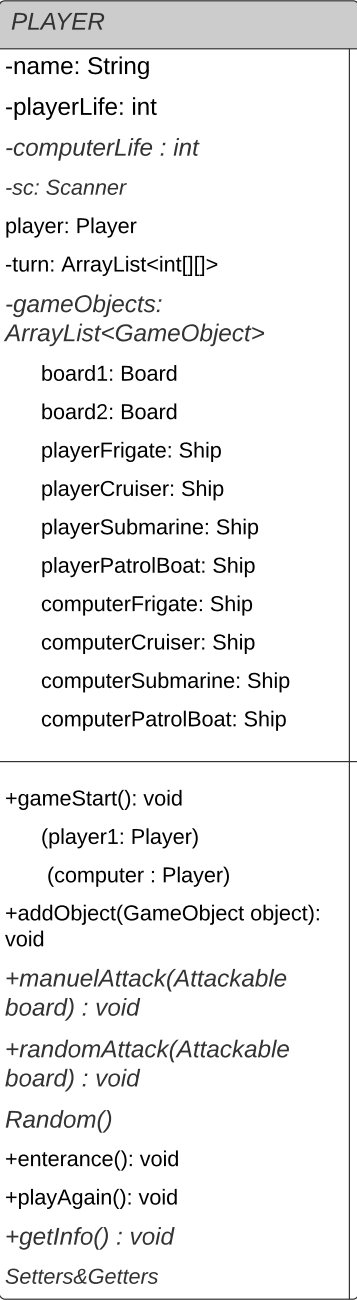 PLAYER
-name: String
-playerLife: int
-computerLife : int
-sc: Scanner
player: Player
-turn: ArrayList<int[][]>
-gameObjects:
ArrayList<GameObject>
board1: Board
board2: Board
playerFrigate: Ship
playerCruiser: Ship
playerSubmarine: Ship
playerPatrolBoat: Ship
computerFrigate: Ship
computerCruiser: Ship
computerSubmarine: Ship
computerPatrolBoat: Ship
+gameStart(): void
(player1: Player)
(computer : Player)
+addObject(GameObject object):
void
+manuelAttack(Attackable
board) : void
+randomAttack(Attackable
board) : void
Random()
+enterance(): void
+playAgain(): void
+getInfo() : void
Setters&Getters